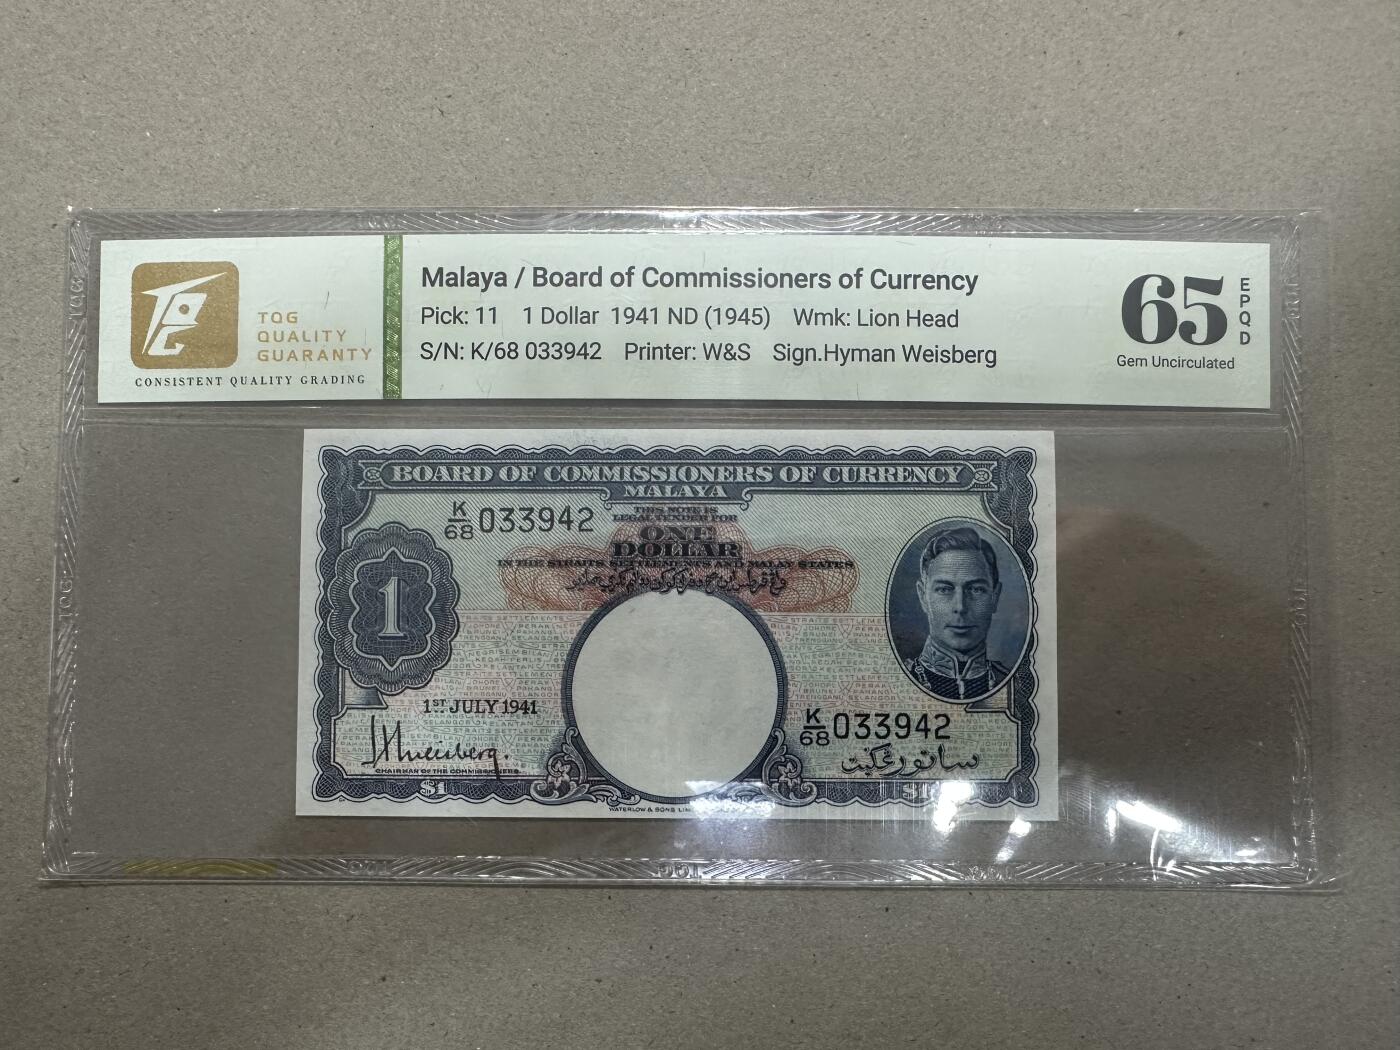 TQG
QUALITY
GUARANTY
CONSISTENT QUALITY GRADING
Malaya / Board of Commissioners of Currency
Pick: 11 1 Dollar 1941 ND (1945) Wmk: Lion Head
S/N: K/68 033942 Printer: W&S Sign.Hyman Weisberg
65
EPQD
Gem Uncirculated
BOARD OF COMMISSIONERS OF CURRENCY
MALAYA
K/68 033942
THIS NOTE IS
LEGAL TENDER FOR
ONE
DOLLAR
IN THE STRAITS SETTLEMENTS AND MALAY STATES
1
1ST JULY 1941
K/68 033942
CHAIRMAN OF THE COMMISSIONERS
$1
$1
WATERLOW & SONS